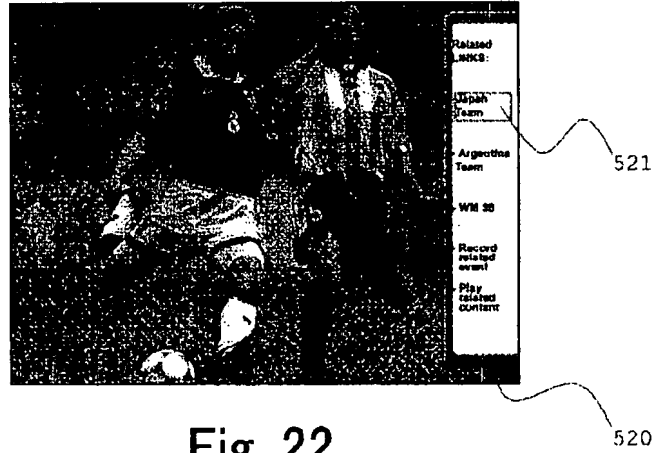 Related
LINKS:
Japan
Team
Argentina
Team
WM 98
Record
related
event
Play
related
content
521
520
Fig. 22